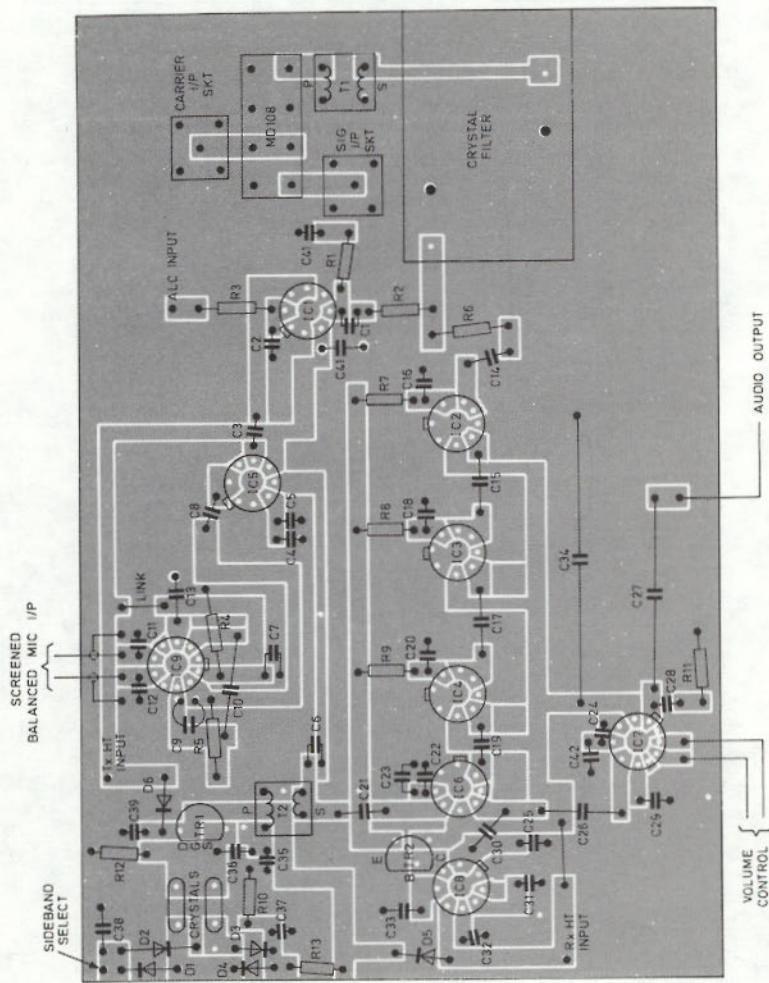 SIDEBAND
SELECT
SCREENED
BALANCED MIC I/P
CARRIER
I/P
SKT
ALC INPUT
MD108
P
T1
S
SIG
I/P
SKT
CRYSTAL
FILTER
LINK
Tx HT
INPUT
C38
R12
C39
D6
D1
D2
D3
D4
CRYSTALS
D
G
TR1
S
C36
C35
R10
C37
R13
P
T2
S
C12
C11
C13
IC9
C9
R5
C10
R4
C7
C6
C8
IC5
C4
C5
C3
C2
R3
IC1
C1
C41
C41
R1
R2
R6
C14
R7
C16
IC2
C15
R8
C18
IC3
C17
R9
C20
IC4
C19
C23
C22
IC6
C21
E
B
TR2
C
C33
D5
IC8
C32
C31
C30
C25
C26
Rx HT
INPUT
C34
C27
C24
C42
IC7
C28
C29
R11
VOLUME
CONTROL
AUDIO OUTPUT